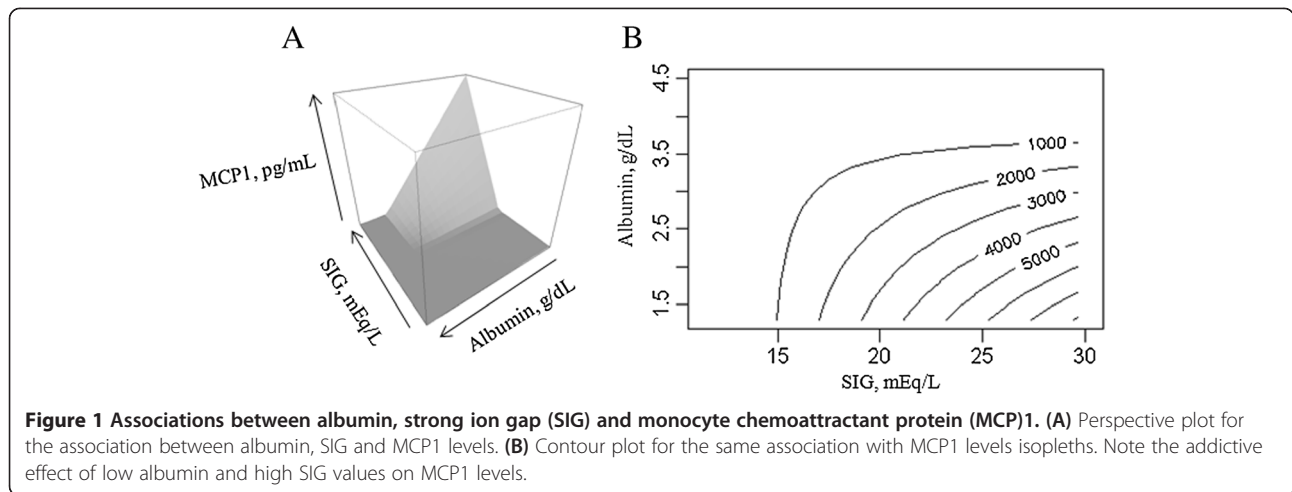 A
MCP1, pg/mL
SIG, mEq/L
Albumin, g/dL
B
4.5
3.5
2.5
1.5
Albumin, g/dL
1000
2000
3000
4000
5000
15
20
25
30
SIG, mEq/L
Figure 1 Associations between albumin, strong ion gap (SIG) and monocyte chemoattractant protein (MCP)1. (A) Perspective plot for
the association between albumin, SIG and MCP1 levels. (B) Contour plot for the same association with MCP1 levels isopleths. Note the addictive
effect of low albumin and high SIG values on MCP1 levels.